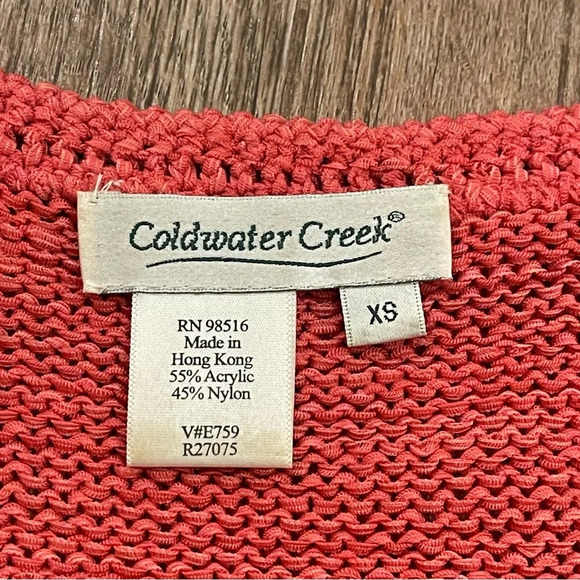 Coldwater Creek®
XS
RN 98516
Made in
Hong Kong
55% Acrylic
45% Nylon
V#E759
R27075